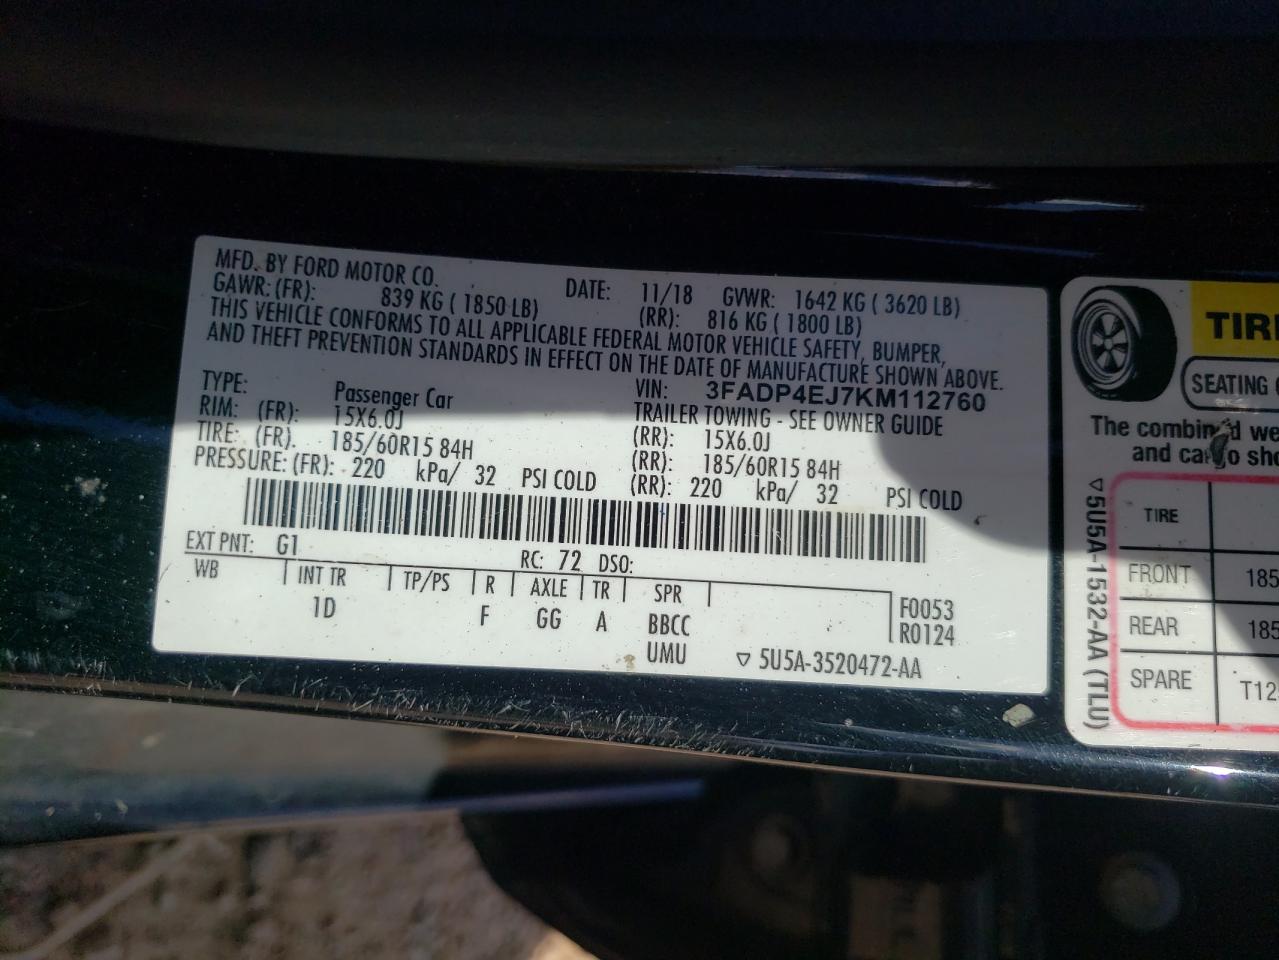 MFD. BY FORD MOTOR CO.
DATE: 11/18 GVWR: 1642 KG ( 3620 LB)
GAWR: (FR): 839 KG ( 1850 LB) (RR): 816 KG ( 1800 LB)
THIS VEHICLE CONFORMS TO ALL APPLICABLE FEDERAL MOTOR VEHICLE SAFETY, BUMPER,
AND THEFT PREVENTION STANDARDS IN EFFECT ON THE DATE OF MANUFACTURE SHOWN ABOVE.
VIN: 3FADP4EJ7KM112760
TYPE: Passenger Car TRAILER TOWING - SEE OWNER GUIDE
RIM: (FR): 15X6.0J (RR): 15X6.0J
TIRE: (FR). 185/60R15 84H (RR): 185/60R15 84H
PRESSURE: (FR): 220 kPa/ 32 PSI COLD (RR): 220 kPa/ 32 PSI COLD
EXT PNT: G1 RC: 72 DSO:
WB INT TR TP/PS R AXLE TR SPR
1D F GG A BBCC
UMU
F0053
R0124
▽ 5U5A-3520472-AA
TIRE
SEATING
The combined we
and cargo sho
▽5U5A-1532-AA (TLU)
TIRE
FRONT 185
REAR 185
SPARE T12